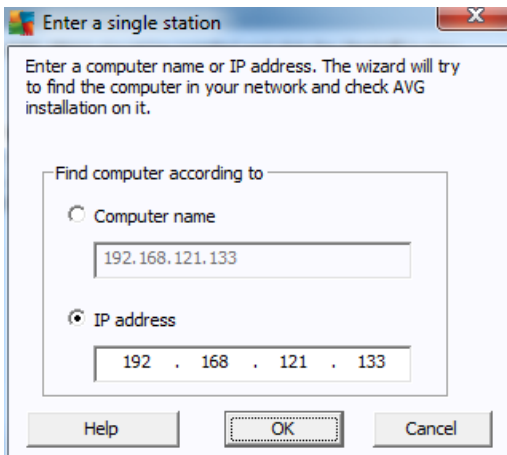 Enter a single station
Enter a computer name or IP address. The wizard will try
to find the computer in your network and check AVG
installation on it.
Find computer according to
Computer name
192.168.121.133
IP address
192 . 168 . 121 . 133
Help OK Cancel